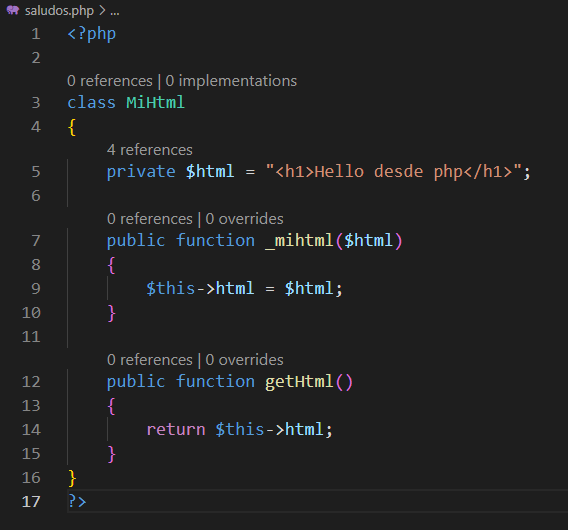 saludos.php > ...
1 <?php
2
0 references | 0 implementations
3 class MiHtml
4 {
4 references
5 private $html = "<h1>Hello desde php</h1>";
6
0 references | 0 overrides
7 public function _mihtml($html)
8 {
9 $this->html = $html;
10 }
11
0 references | 0 overrides
12 public function getHtml()
13 {
14 return $this->html;
15 }
16 }
17 ?>